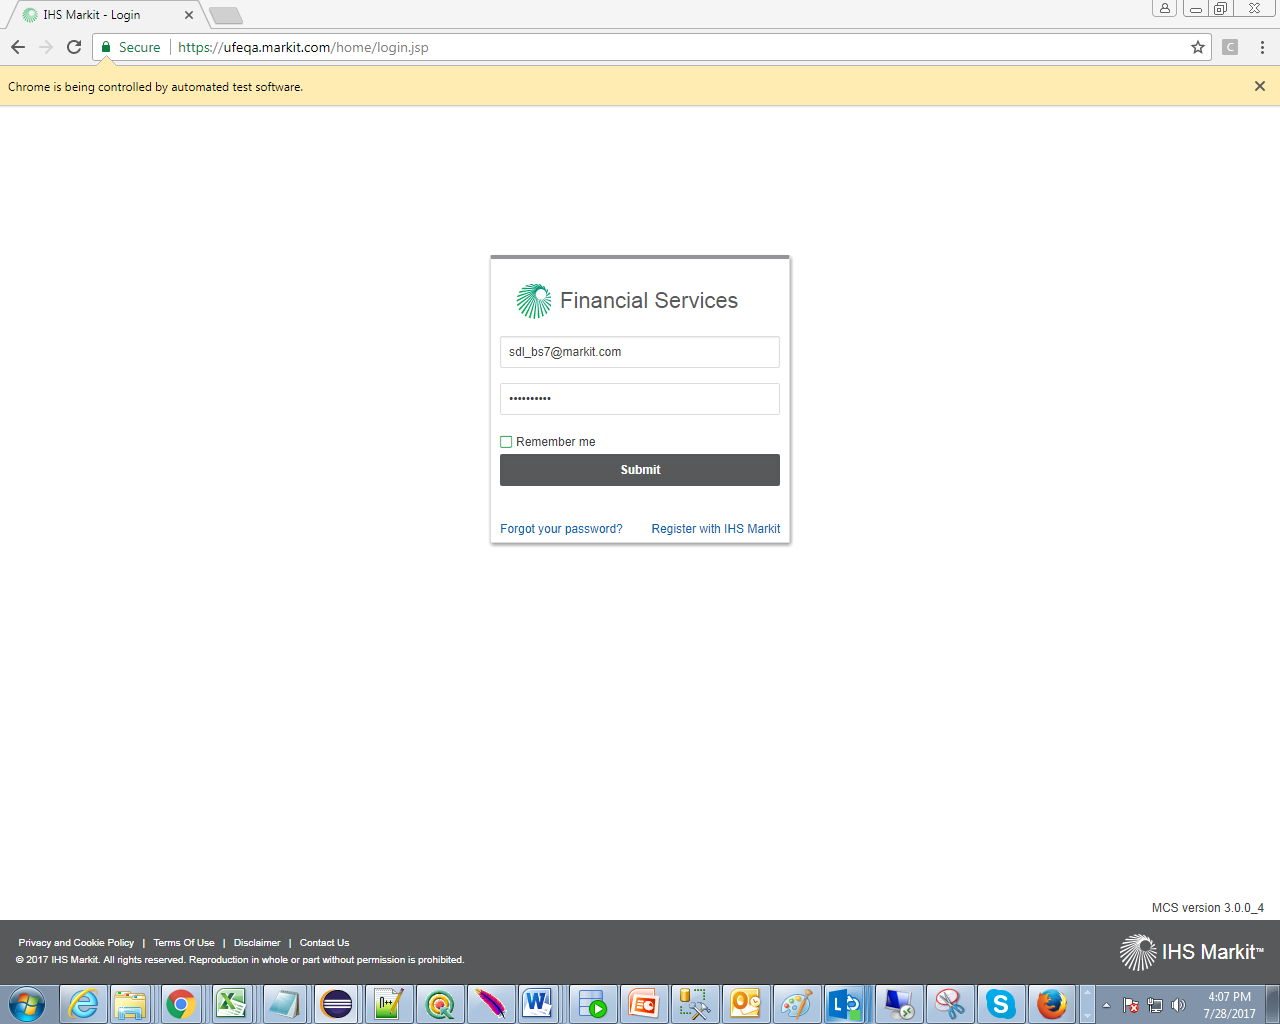 IHS Markit - Login
Secure
https://ufeqa.markit.com/home/login.jsp
C
Chrome is being controlled by automated test software.
Financial Services
sdl_bs7@markit.com
••••••••••
Remember me
Submit
Forgot your password? Register with IHS Markit
MCS version 3.0.0_4
Privacy and Cookie Policy | Terms Of Use | Disclaimer | Contact Us
© 2017 IHS Markit. All rights reserved. Reproduction in whole or part without permission is prohibited.
IHS Markit™
4:07 PM
7/28/2017